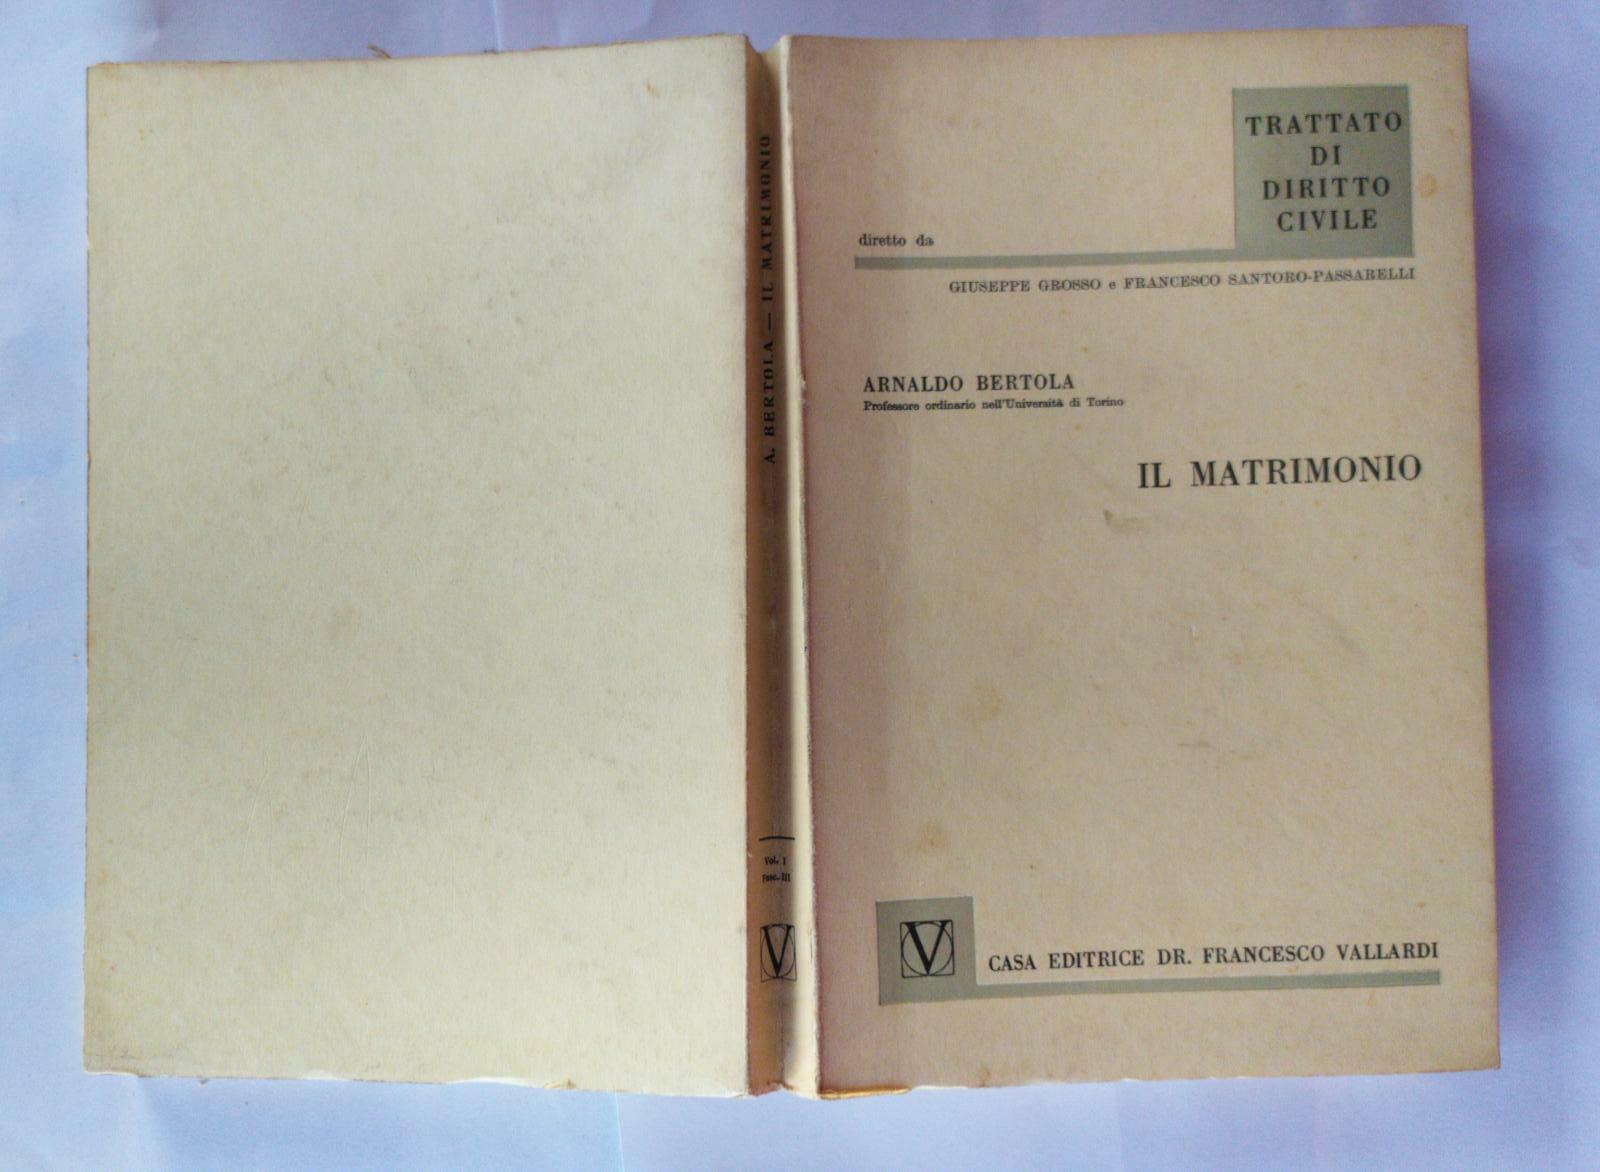 A. BERTOLA — IL MATRIMONIO
Vol. I
Fasc. III
V
TRATTATO
DI
DIRITTO
CIVILE
diretto da
GIUSEPPE GROSSO e FRANCESCO SANTORO-PASSARELLI
ARNALDO BERTOLA
Professore ordinario nell'Università di Torino
IL MATRIMONIO
V CASA EDITRICE DR. FRANCESCO VALLARDI